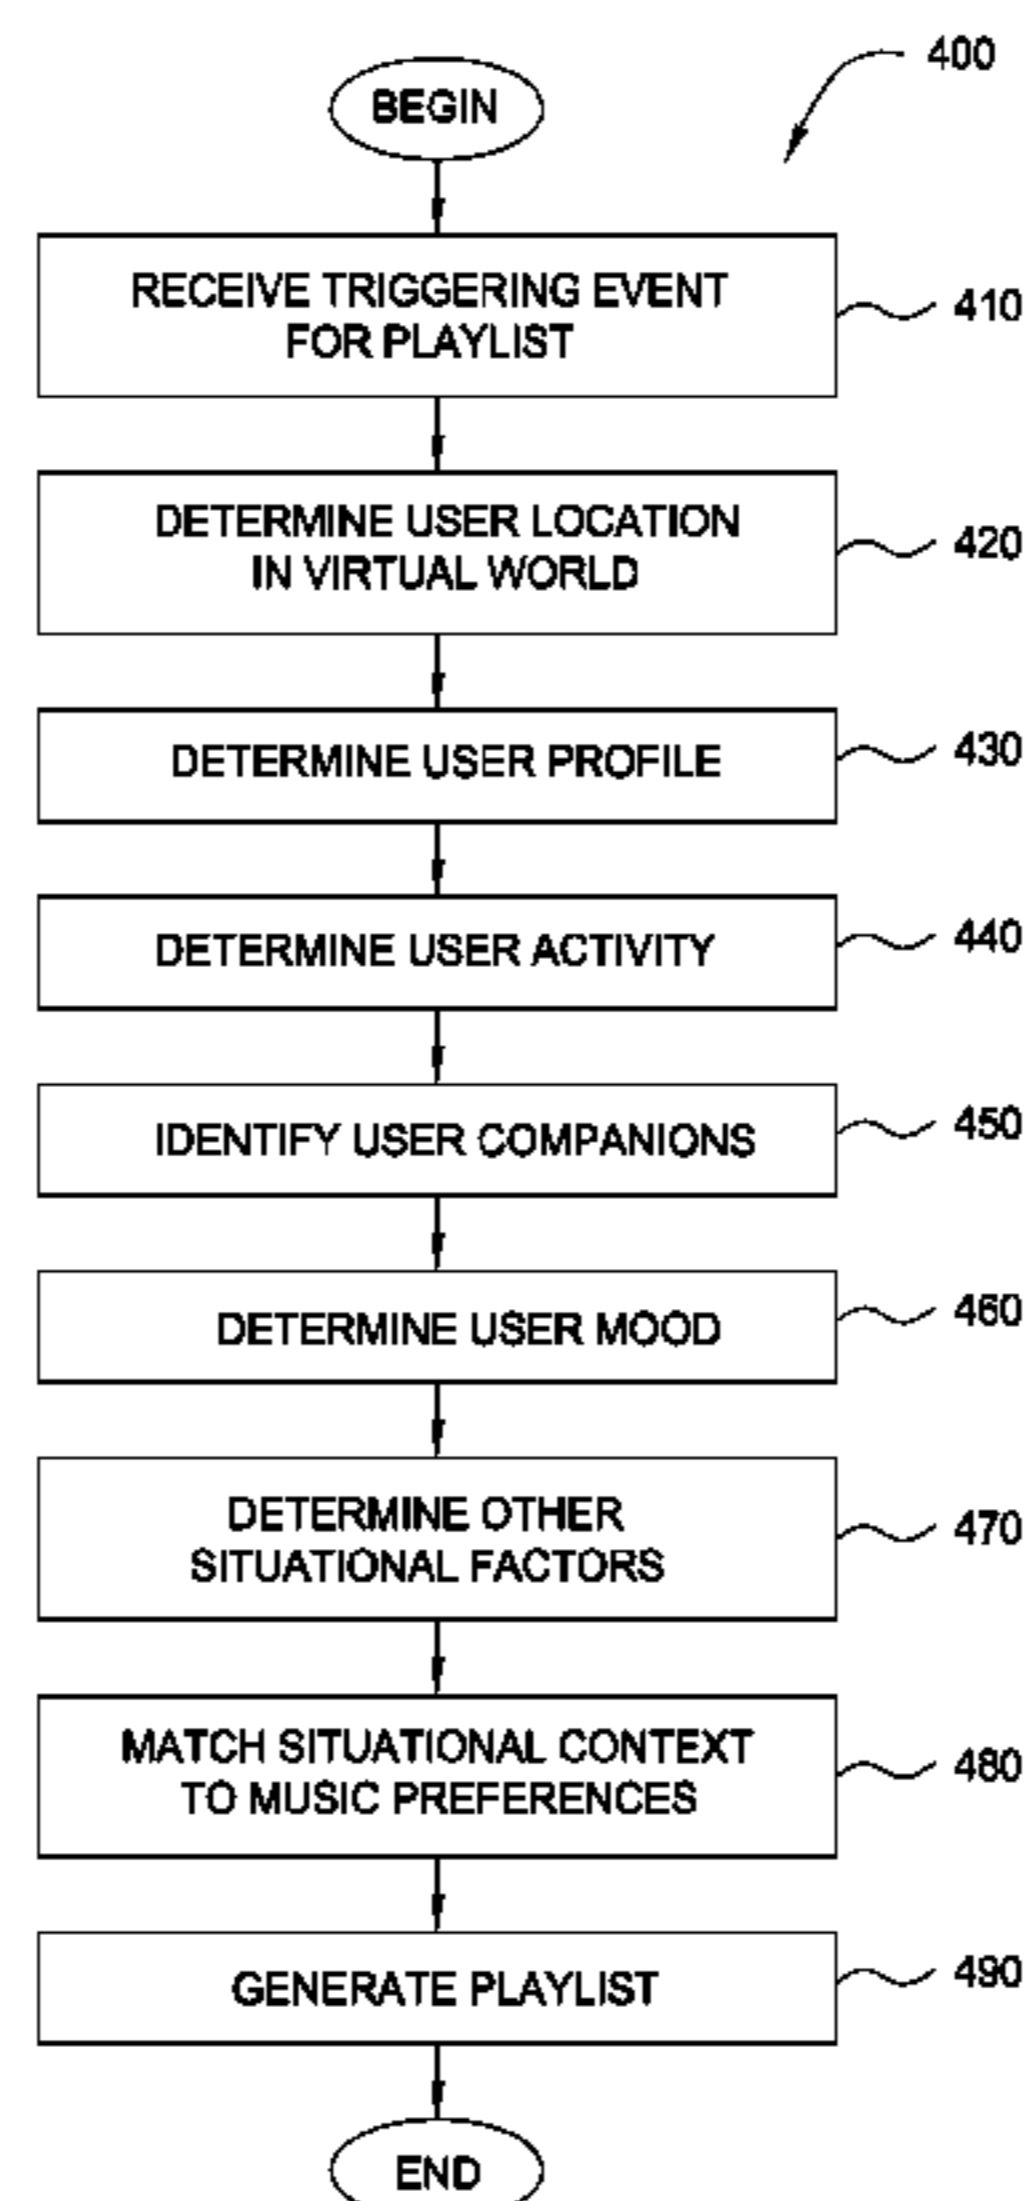 400
BEGIN
RECEIVE TRIGGERING EVENT
FOR PLAYLIST
410
DETERMINE USER LOCATION
IN VIRTUAL WORLD
420
DETERMINE USER PROFILE
430
DETERMINE USER ACTIVITY
440
IDENTIFY USER COMPANIONS
450
DETERMINE USER MOOD
460
DETERMINE OTHER
SITUATIONAL FACTORS
470
MATCH SITUATIONAL CONTEXT
TO MUSIC PREFERENCES
480
GENERATE PLAYLIST
490
END